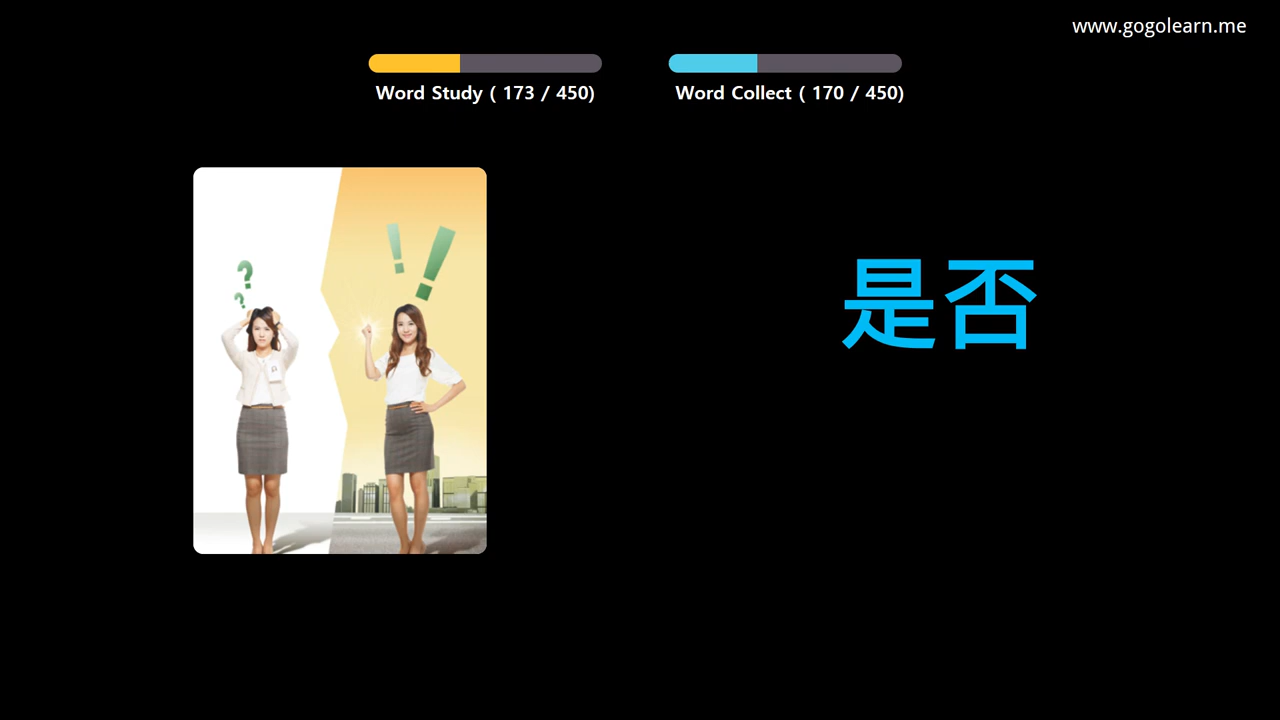 www.gogolearn.me
Word Study ( 173 / 450)
Word Collect ( 170 / 450)
? ?
! !
是否